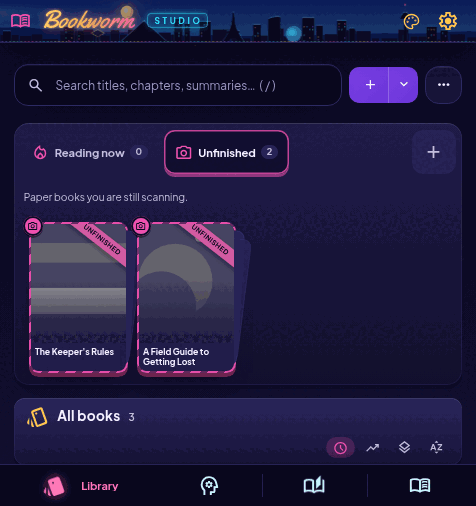 Bookworm STUDIO
Search titles, chapters, summaries… (/)
Reading now 0
Unfinished 2
Paper books you are still scanning.
UNFINISHED
UNFINISHED
The Keeper's Rules
A Field Guide to
Getting Lost
All books 3
AZ
Library